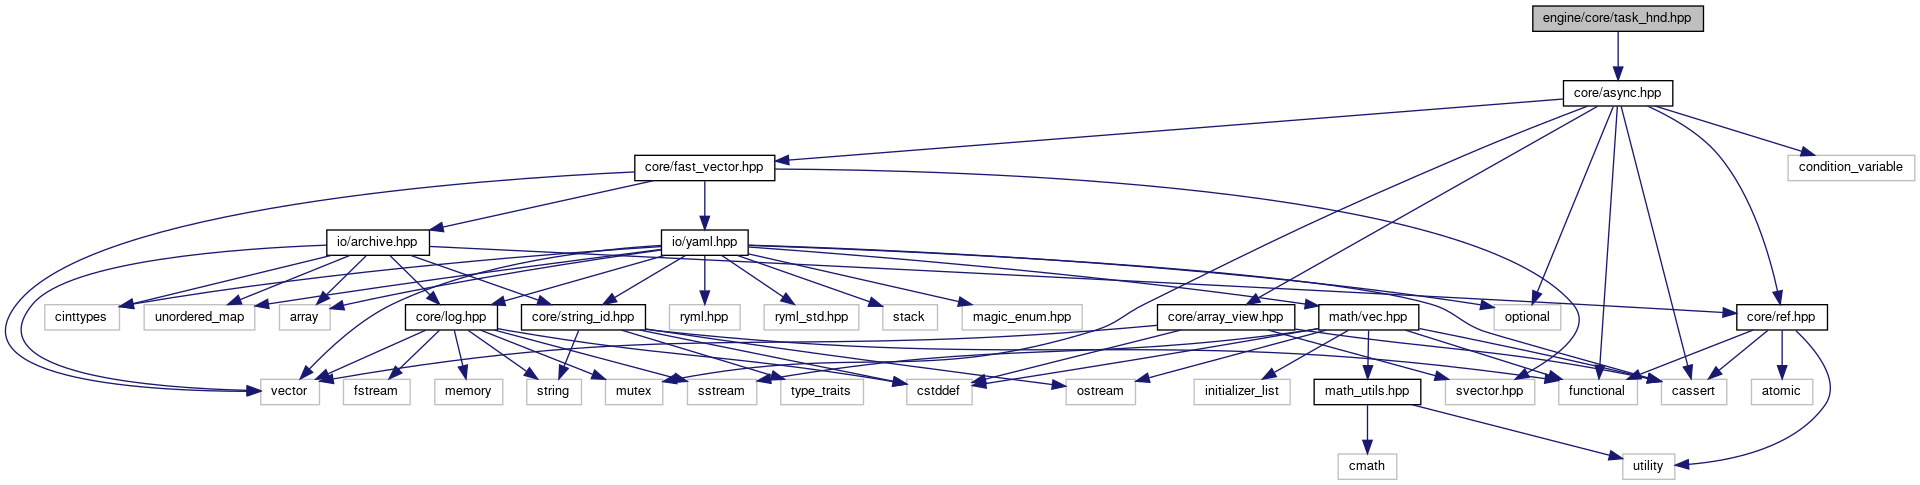 engine/core/task_hnd.hpp
core/async.hpp
core/fast_vector.hpp
condition_variable
io/archive.hpp
io/yaml.hpp
cinttypes
unordered_map
array
core/log.hpp
core/string_id.hpp
ryml.hpp
ryml_std.hpp
stack
magic_enum.hpp
core/array_view.hpp
math/vec.hpp
optional
core/ref.hpp
vector
fstream
memory
string
mutex
sstream
type_traits
cstddef
ostream
initializer_list
math_utils.hpp
svector.hpp
functional
cassert
atomic
cmath
utility